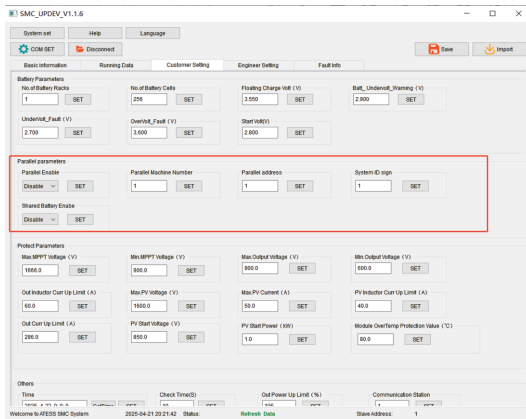 SMC_UPDEV_V1.1.6
System set Help Language
COM SET Disconnect Save Import
Basic information Running Data Customer Setting Engineer Setting Fault Info
Battery Parameters
No.of Battery Racks No.of Battery Cells Floating Charge Volt (V) Batt_ Undervolt_Warning (V)
1 SET 256 SET 3.550 SET 2.900 SET
UnderVolt_Fault (V) OverVolt_Fault (V) Start Volt(V)
2.700 SET 3.600 SET 2.800 SET
Parallel parameters
Parallel Enable Parallel Machine Number Parallel address System ID sign
Disable SET 1 SET 1 SET 1 SET
Shared Battery Enabe
Disable SET
Protect Parameters
Max.MPPT Voltage (V) Min.MPPT Voltage (V) Max.Output Voltage (V) Min.Output Voltage (V)
1666.0 SET 900.0 SET 900.0 SET 600.0 SET
Out Inductor Curr Up Limit (A) Max.PV Voltage (V) Max.PV Current (A) PV Inductor Curr Up Limit (A)
60.0 SET 1600.0 SET 50.0 SET 40.0 SET
Out Curr Up Limit (A) PV Start Voltage (V) PV Start Power (kW) Module OverTemp Protection Value (℃)
286.0 SET 850.0 SET 1.0 SET 80.0 SET
Others
Time Check Time(S) Out Power Up Limit (%) Communication Station
SET SET SET SET
Welcome to ATESS SMC System 2025-04-21 20:21:42 Status: Refresh Data Slave Address: 1